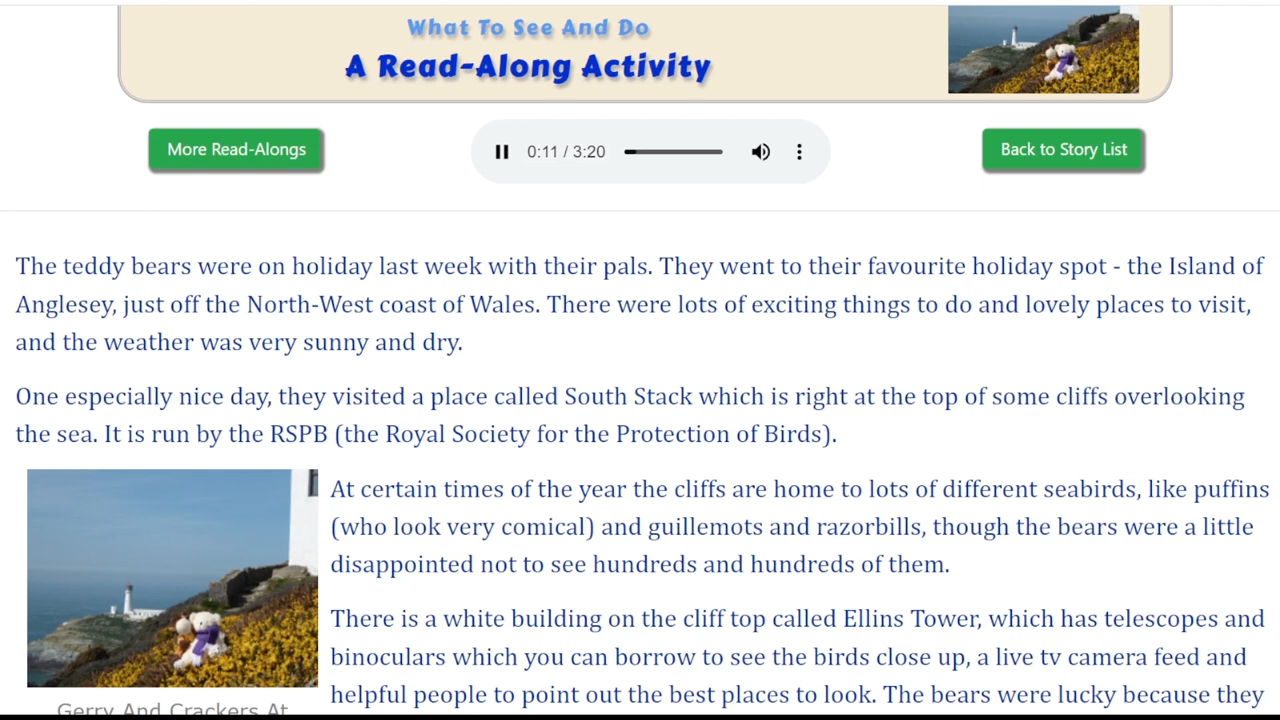 What To See And Do
A Read-Along Activity
More Read-Alongs
0:11 / 3:20
Back to Story List
The teddy bears were on holiday last week with their pals. They went to their favourite holiday spot - the Island of
Anglesey, just off the North-West coast of Wales. There were lots of exciting things to do and lovely places to visit,
and the weather was very sunny and dry.
One especially nice day, they visited a place called South Stack which is right at the top of some cliffs overlooking
the sea. It is run by the RSPB (the Royal Society for the Protection of Birds).
At certain times of the year the cliffs are home to lots of different seabirds, like puffins
(who look very comical) and guillemots and razorbills, though the bears were a little
disappointed not to see hundreds and hundreds of them.
There is a white building on the cliff top called Ellins Tower, which has telescopes and
binoculars which you can borrow to see the birds close up, a live tv camera feed and
helpful people to point out the best places to look. The bears were lucky because they
Gerry And Crackers At